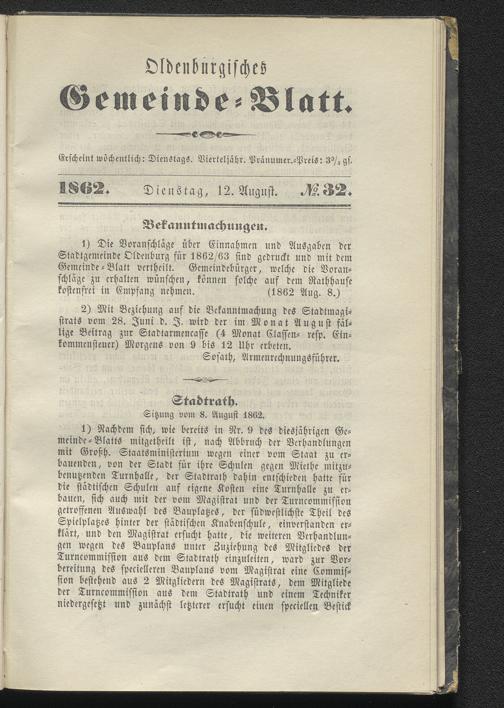 Oldenburgisches
Gemeinde-Blatt.
Erscheint wöchentlich: Dienstags. Vierteljähr. Pränumer.-Preis: 3¾ gſ.
1862. Dienstag, 12. August. № 32.
Bekanntmachungen.
1) Die Voranſchläge über Einnahmen und Ausgaben der
Stadtgemeinde Oldenburg für 1862/63 ſind gedruckt und mit dem
Gemeinde-Blatt vertheilt. Gemeindebürger, welche die Voran-
ſchläge zu erhalten wünſchen, können ſolche auf dem Rathhauſe
koſtenfrei in Empfang nehmen. (1862 Aug. 8.)
2) Mit Beziehung auf die Bekanntmachung des Stadtmagi-
ſtrats vom 28. Juni d. J. wird der im Monat Auguſt fäl-
lige Beitrag zur Stadtarmencaſſe (4 Monat Claſſen- reſp. Ein-
kommenſteuer) Morgens von 9 bis 12 Uhr erbeten.
Soſath, Armenrechnungsführer.
Stadtrath.
Sitzung vom 8. Auguſt 1862.
1) Nachdem ſich, wie bereits in Nr. 9 des diesjährigen Ge-
meinde-Blatts mitgetheilt iſt, nach Abbruch der Verhandlungen
mit Großh. Staatsminiſterium wegen einer vom Staat zu er-
bauenden, von der Stadt für ihre Schulen gegen Miethe mitzu-
benutzenden Turnhalle, der Stadtrath dahin entſchieden hatte für
die ſtädtiſchen Schulen auf eigene Koſten eine Turnhalle zu er-
bauen, ſich auch mit der vom Magiſtrat und der Turncommiſſion
getroffenen Auswahl des Bauplatzes, der ſüdweſtlichſte Theil des
Spielplatzes hinter der ſtädtiſchen Knabenſchule, einverſtanden er-
klärt, und den Magiſtrat erſucht hatte, die weiteren Verhandlun-
gen wegen des Bauplans unter Zuziehung des Mitgliedes der
Turncommiſſion aus dem Stadtrath einzuleiten, ward zur Vor-
bereitung des ſpecielleren Bauplans vom Magiſtrat eine Commiſ-
ſion beſtehend aus 2 Mitgliedern des Magiſtrats, dem Mitgliede
der Turncommiſſion aus dem Stadtrath und einem Techniker
niedergeſetzt und zunächſt letzterer erſucht einen ſpeciellen Beſtick